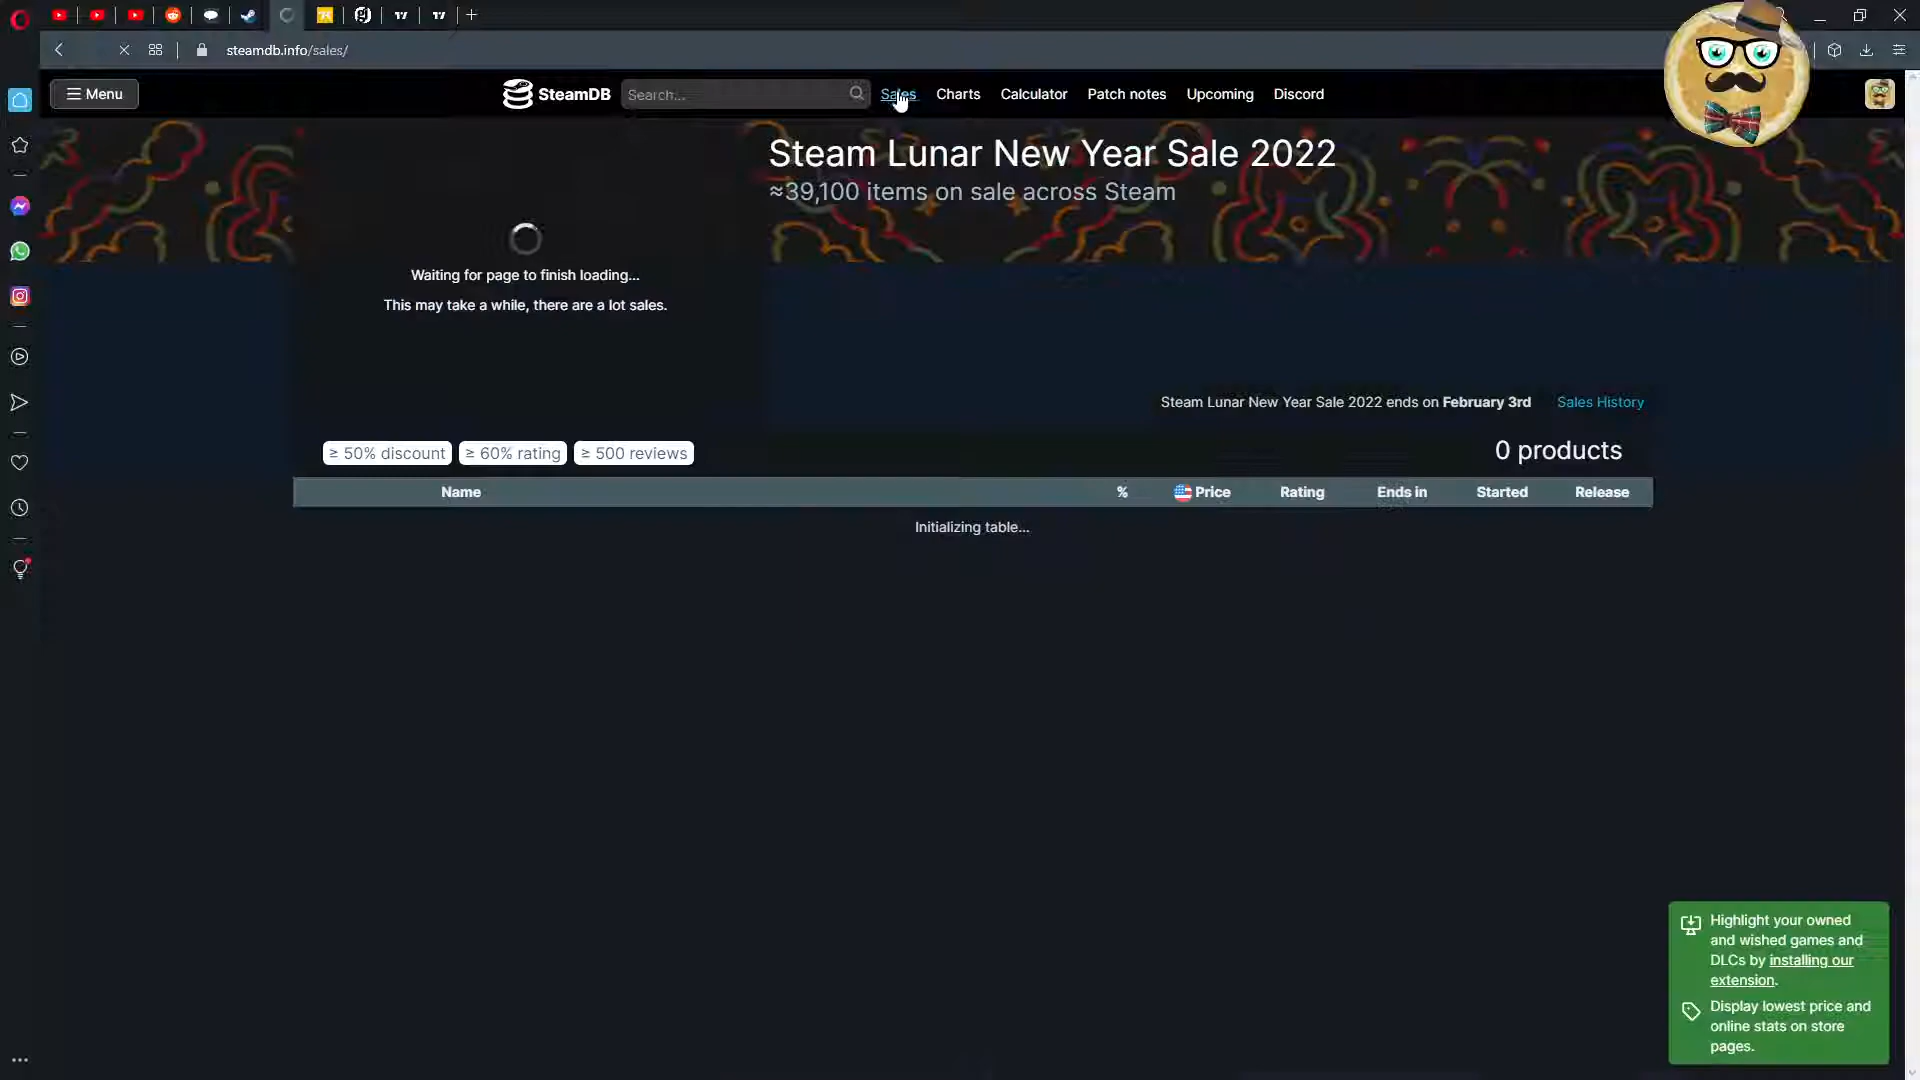 steamdb.info/sales/
Menu
SteamDB
Search...
Sales
Charts
Calculator
Patch notes
Upcoming
Discord
Steam Lunar New Year Sale 2022
≈39,100 items on sale across Steam
Waiting for page to finish loading...
This may take a while, there are a lot sales.
Steam Lunar New Year Sale 2022 ends on February 3rd
Sales History
≥ 50% discount
≥ 60% rating
≥ 500 reviews
0 products
Name
%
Price
Rating
Ends in
Started
Release
Initializing table...
Highlight your owned
and wished games and
DLCs by installing our
extension.
Display lowest price and
online stats on store
pages.